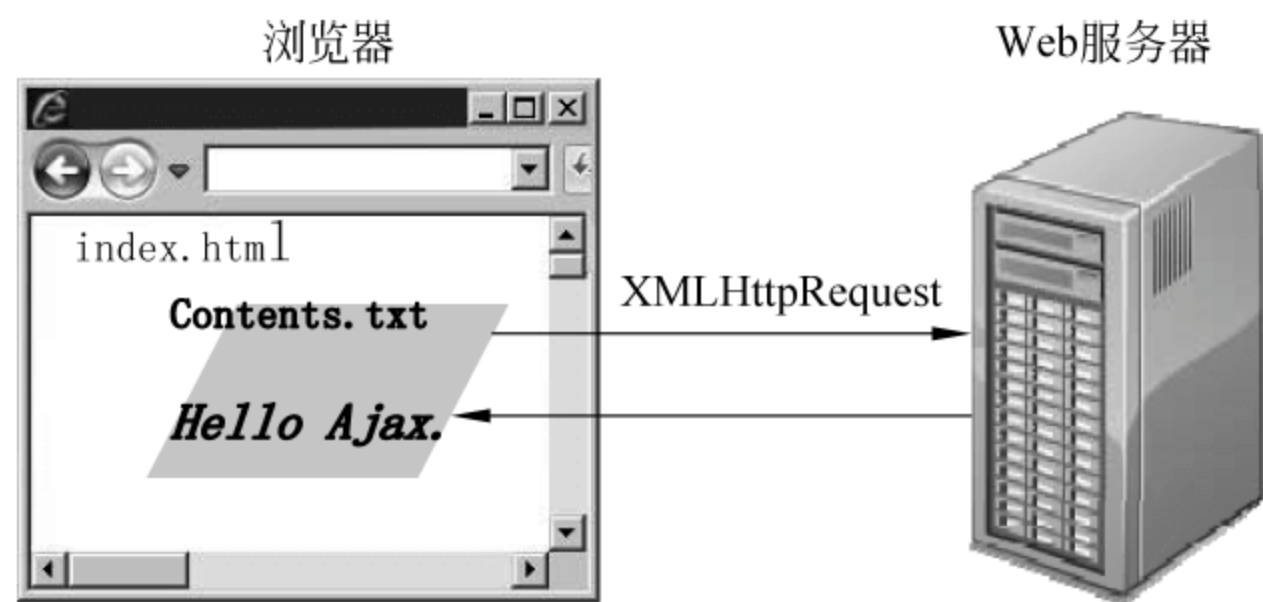 浏览器
Web服务器
index.html
Contents.txt
XMLHttpRequest
Hello Ajax.